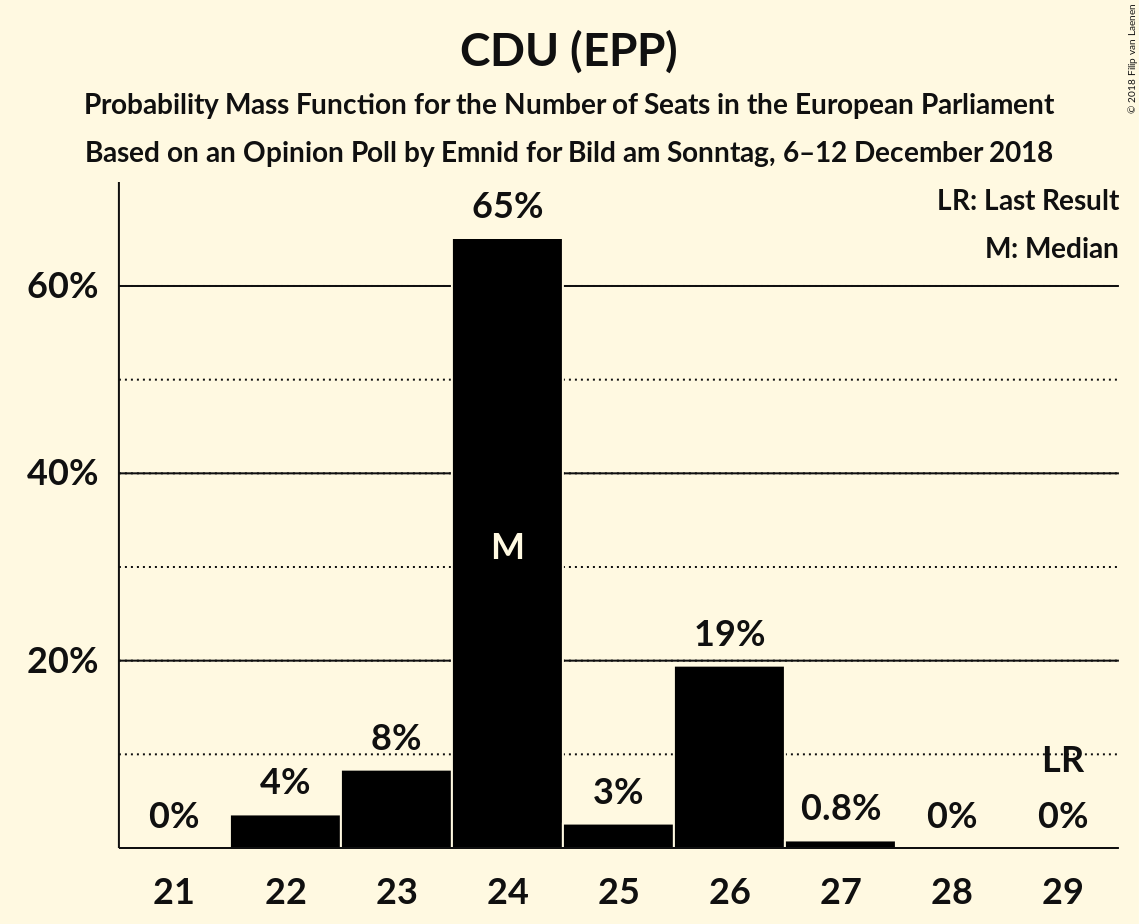 CDU (EPP)
Probability Mass Function for the Number of Seats in the European Parliament
Based on an Opinion Poll by Emnid for Bild am Sonntag, 6–12 December 2018
© 2018 Filip van Laenen
LR: Last Result
M: Median
60%
40%
20%
0%
4%
8%
65%
M
3%
19%
0.8%
0%
LR
0%
21
22
23
24
25
26
27
28
29